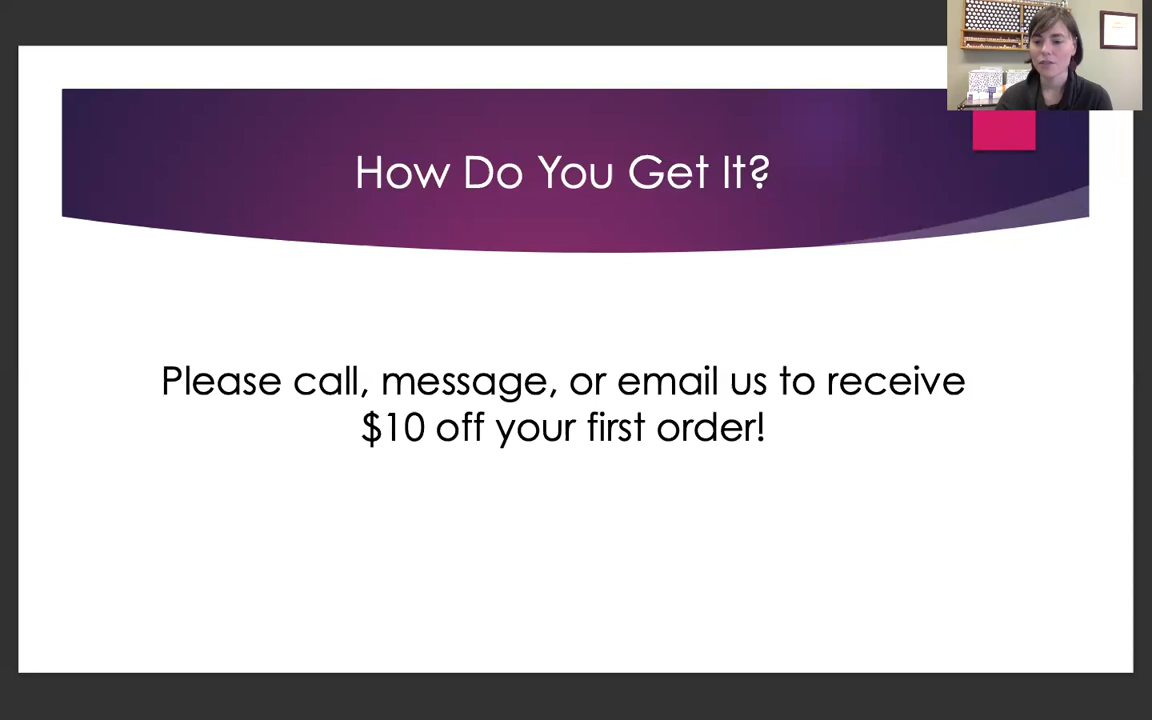 How Do You Get It?
Please call, message, or email us to receive
$10 off your first order!